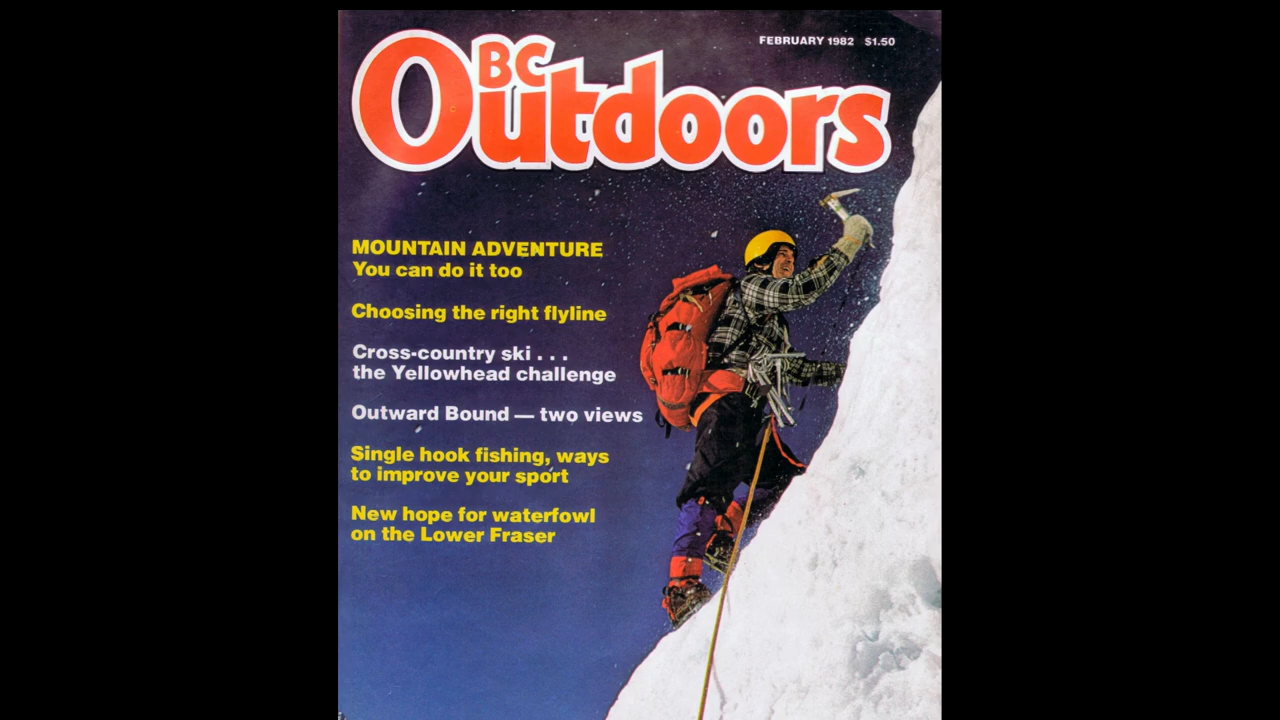 FEBRUARY 1982 $1.50
BC
Outdoors
MOUNTAIN ADVENTURE
You can do it too
Choosing the right flyline
Cross-country ski . . .
the Yellowhead challenge
Outward Bound — two views
Single hook fishing, ways
to improve your sport
New hope for waterfowl
on the Lower Fraser